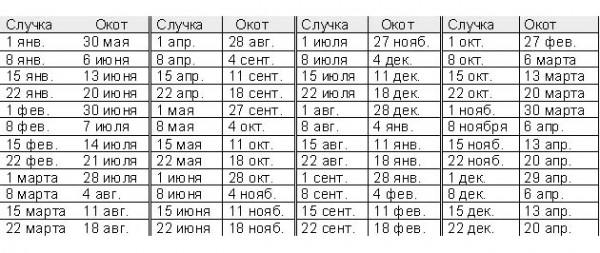 Случка Окот Случка Окот Случка Окот Случка Окот
1 янв. 30 мая 1 апр. 28 авг. 1 июля 27 нояб. 1 окт. 27 фев.
8 янв. 6 июня 8 апр. 4 сент. 8 июля 4 дек. 8 окт. 6 марта
15 янв. 13 июня 15 апр. 11 сент. 15 июля 11 дек. 15 окт. 13 марта
22 янв. 20 июня 22 апр. 18 сент. 22 июля 18 дек. 22 окт. 20 марта
1 фев. 30 июня 1 мая 27 сент. 1 авг. 28 дек. 1 нояб. 30 марта
8 фев. 7 июля 8 мая 4 окт. 8 авг. 4 янв. 8 ноября 6 апр.
15 фев. 14 июля 15 мая 11 окт. 15 авг. 11 янв. 15 нояб. 13 апр.
22 фев. 21 июля 22 мая 18 окт. 22 авг. 18 янв. 22 нояб. 20 апр.
1 марта 28 июля 1 июня 28 окт. 1 сент. 28 янв. 1 дек. 29 апр.
8 марта 4 авг. 8 июня 4 нояб. 8 сент. 4 фев. 8 дек. 6 апр.
15 марта 11 авг. 15 июня 11 нояб. 15 сент. 11 фев. 15 дек. 13 апр.
22 марта 18 авг. 22 июня 18 нояб. 22 сент. 18 фев. 22 дек. 20 апр.